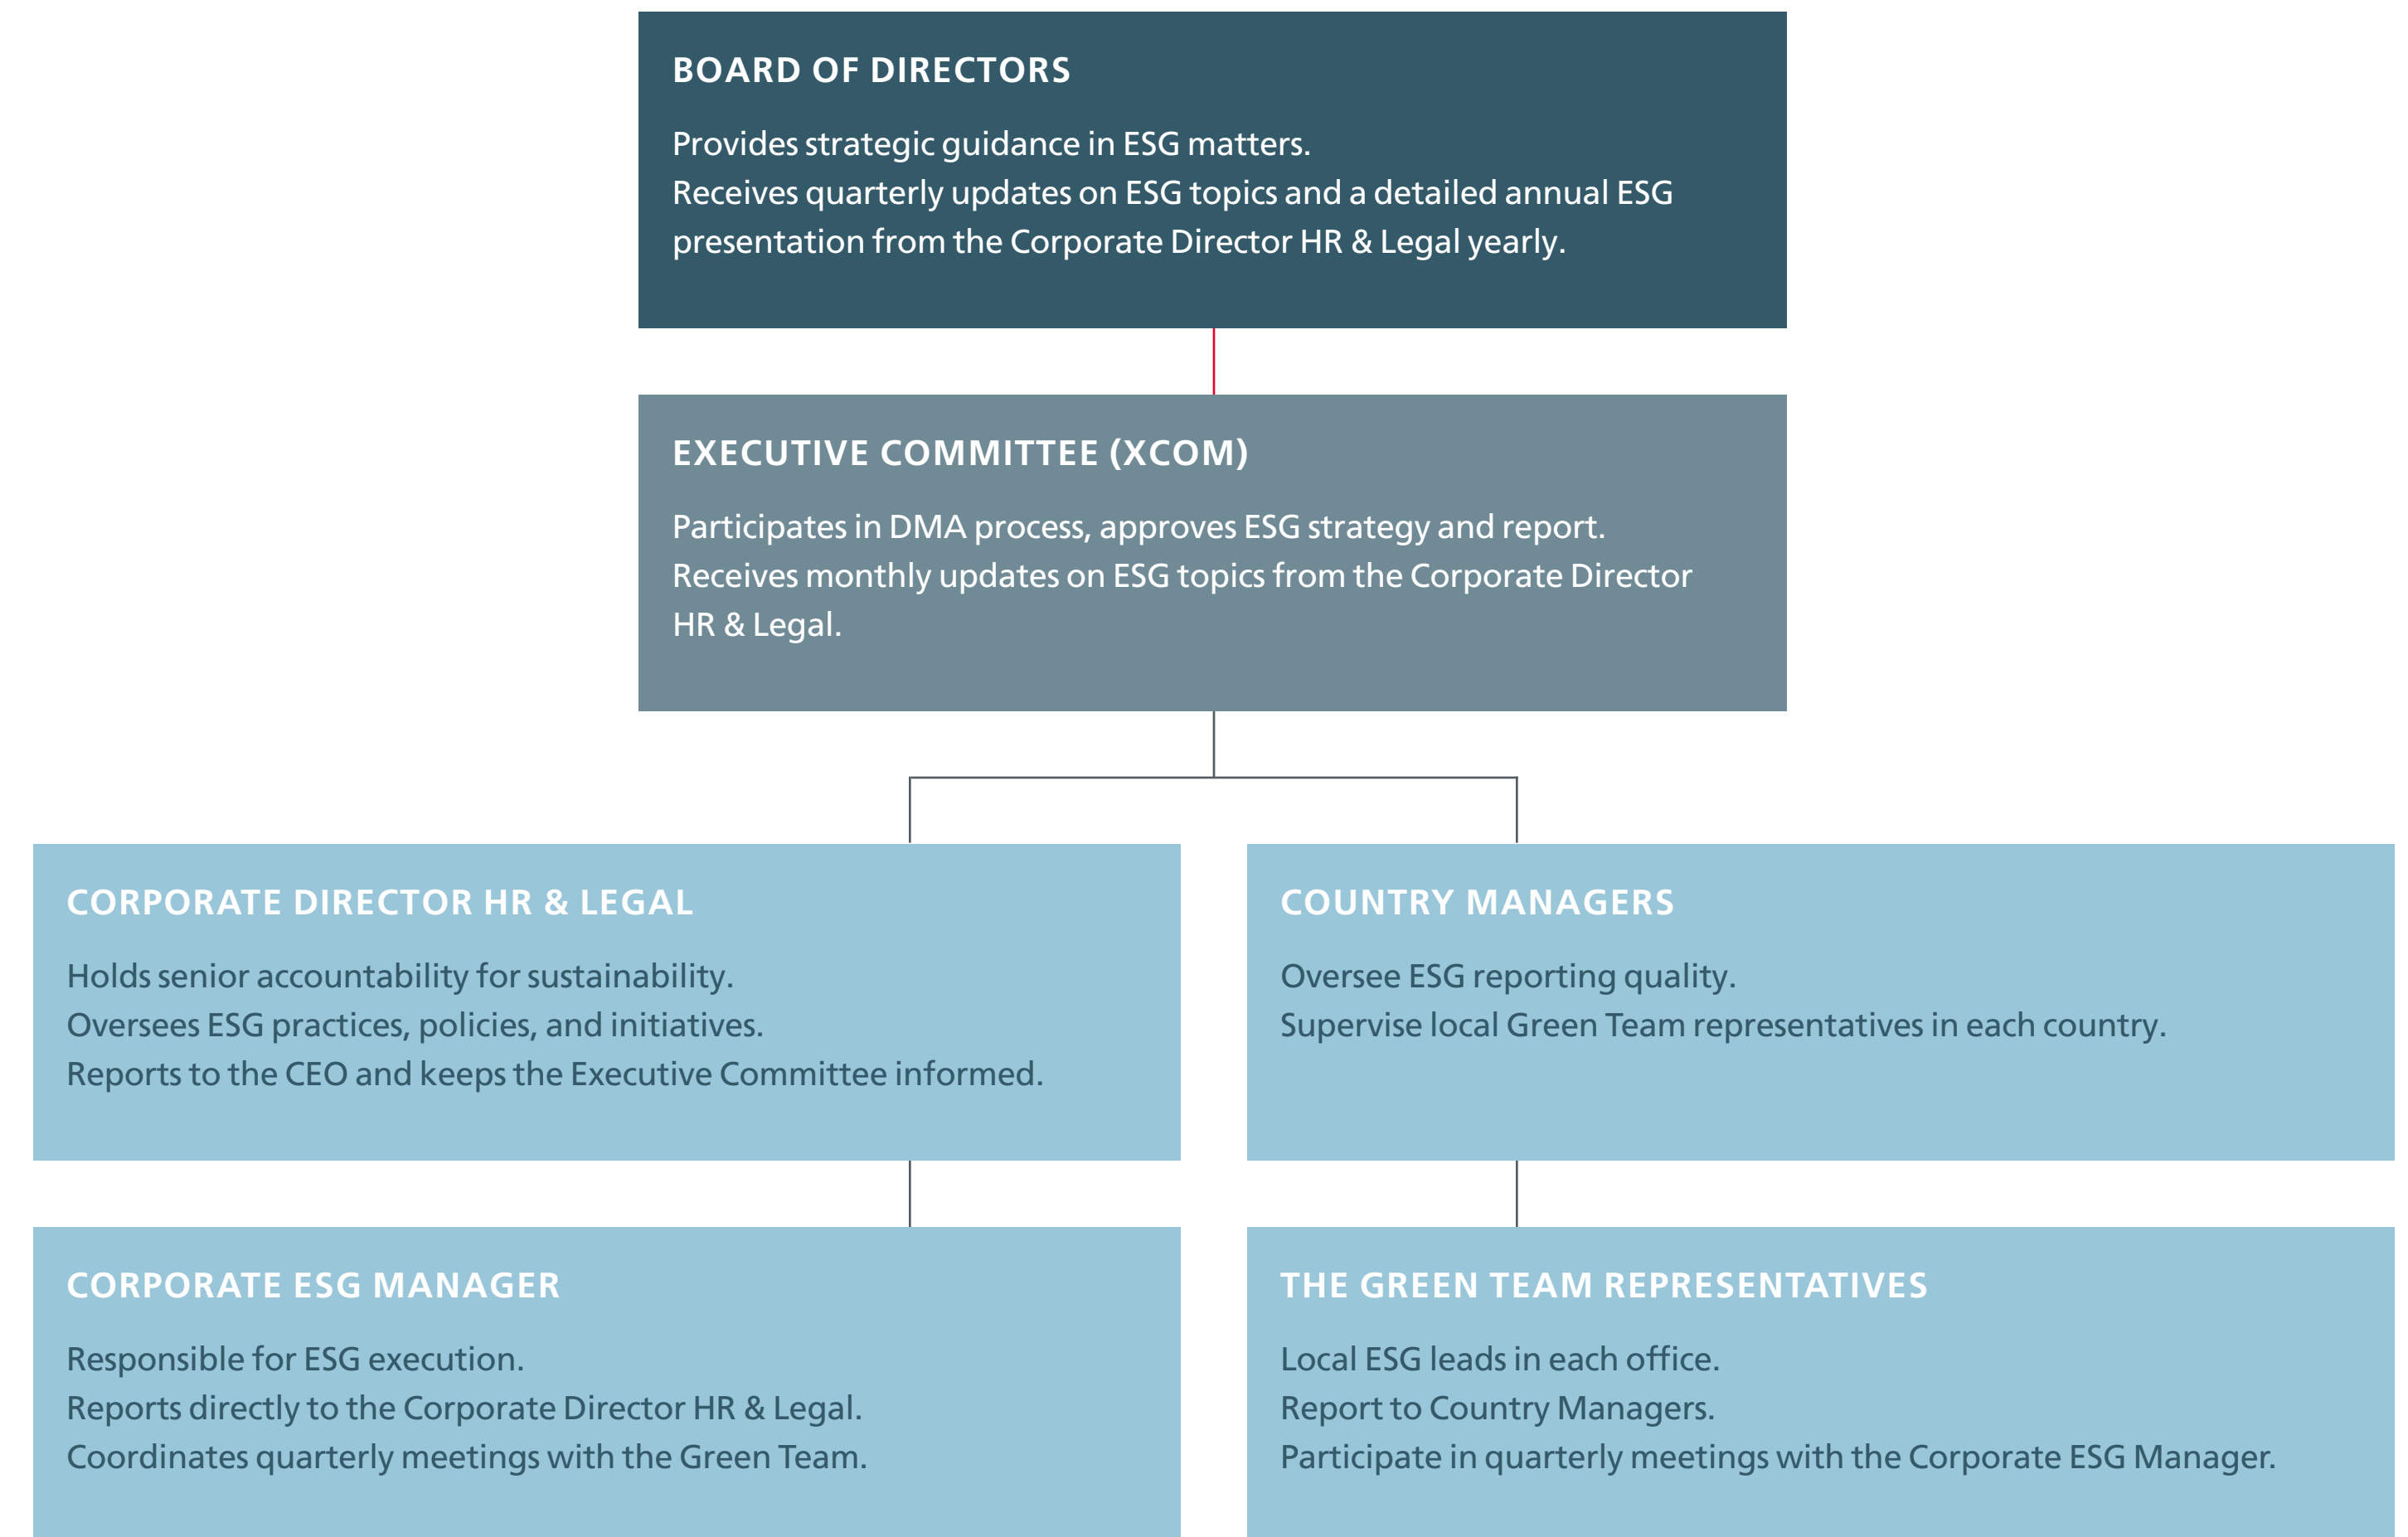 BOARD OF DIRECTORS
Provides strategic guidance in ESG matters.
Receives quarterly updates on ESG topics and a detailed annual ESG
presentation from the Corporate Director HR & Legal yearly.
EXECUTIVE COMMITTEE (XCOM)
Participates in DMA process, approves ESG strategy and report.
Receives monthly updates on ESG topics from the Corporate Director
HR & Legal.
CORPORATE DIRECTOR HR & LEGAL
Holds senior accountability for sustainability.
Oversees ESG practices, policies, and initiatives.
Reports to the CEO and keeps the Executive Committee informed.
COUNTRY MANAGERS
Oversee ESG reporting quality.
Supervise local Green Team representatives in each country.
CORPORATE ESG MANAGER
Responsible for ESG execution.
Reports directly to the Corporate Director HR & Legal.
Coordinates quarterly meetings with the Green Team.
THE GREEN TEAM REPRESENTATIVES
Local ESG leads in each office.
Report to Country Managers.
Participate in quarterly meetings with the Corporate ESG Manager.